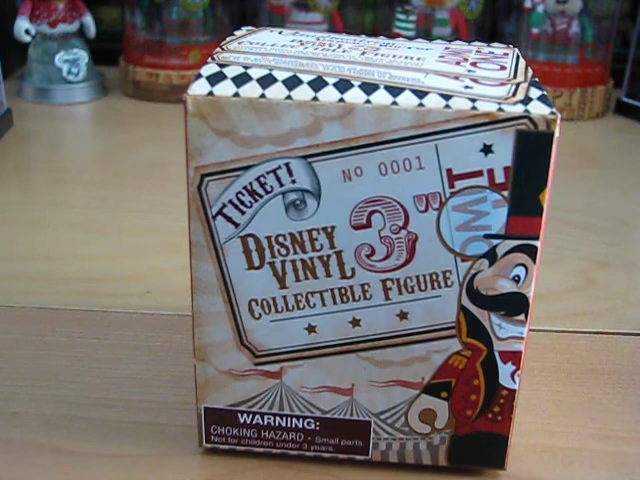 COLLECTIBLE
TICKET!
No 0001
DISNEY
VINYL
3"
COLLECTIBLE FIGURE
WARNING:
CHOKING HAZARD - Small parts.
Not for children under 3 years.